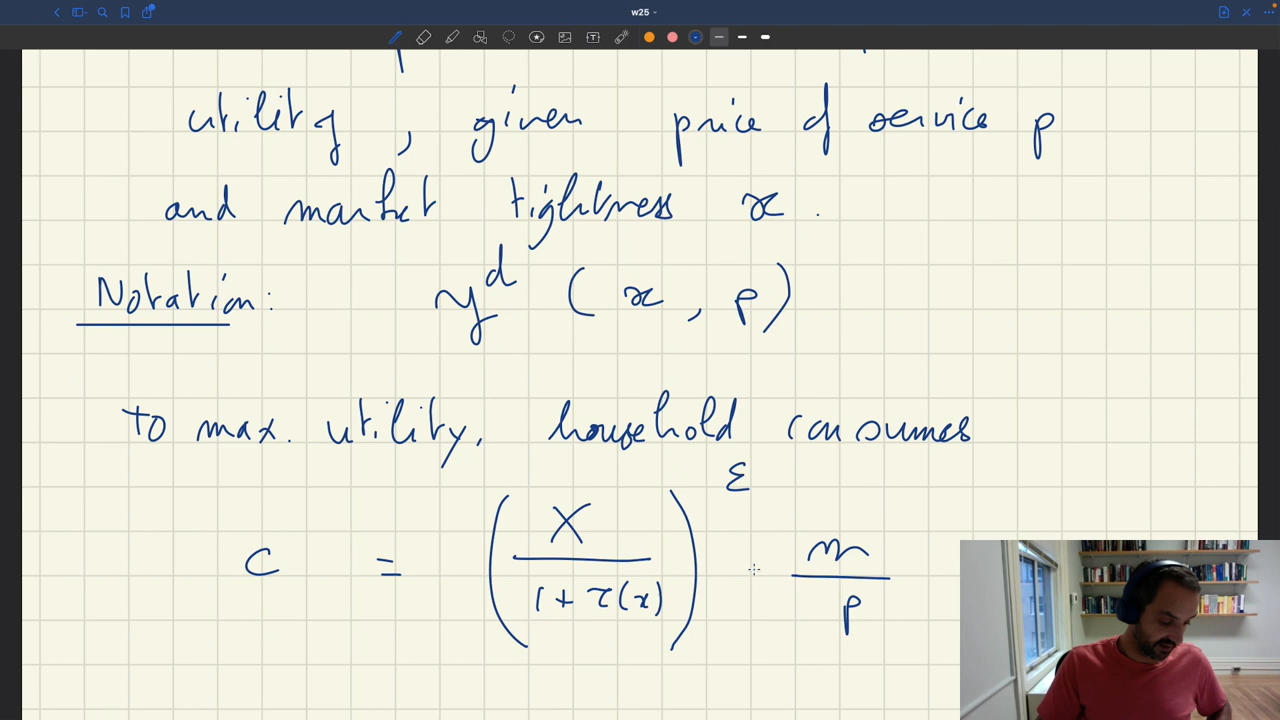 w25
utility, given price of service p
and market tightness x.
Notation: y^d (x, p)
to max. utility, household consumes
c = (χ / (1 + τ(x)))^ε · m / p